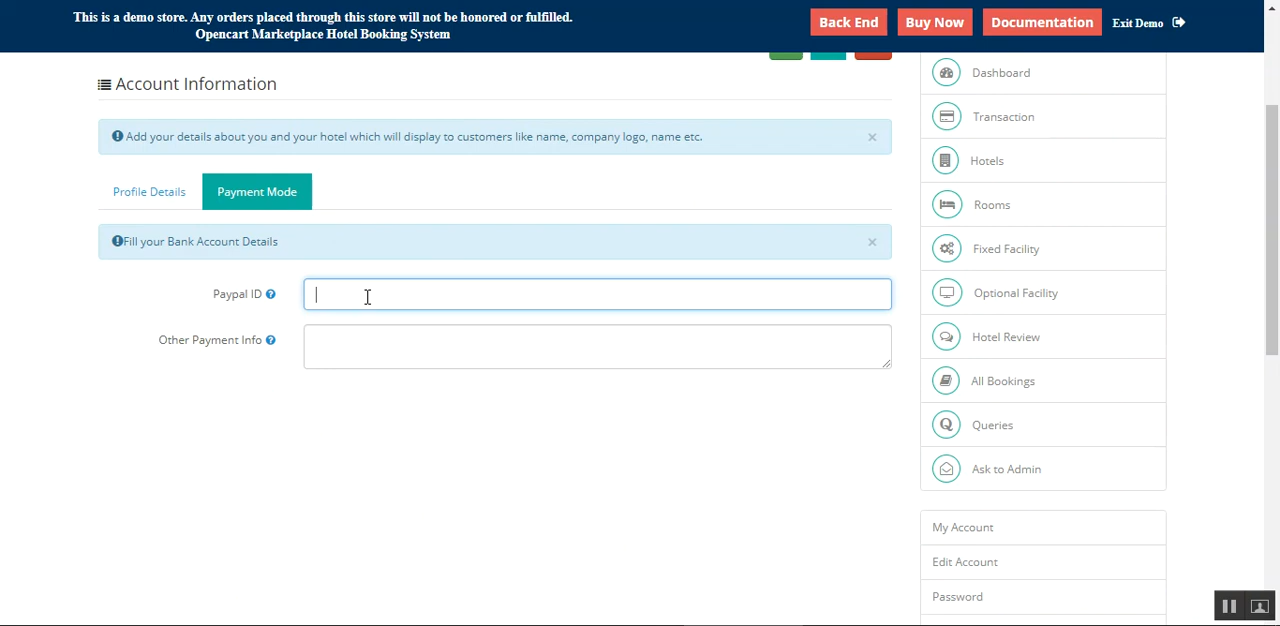 This is a demo store. Any orders placed through this store will not be honored or fulfilled.
Opencart Marketplace Hotel Booking System
Back End
Buy Now
Documentation
Exit Demo
Account Information
Add your details about you and your hotel which will display to customers like name, company logo, name etc.
×
Profile Details
Payment Mode
Fill your Bank Account Details
×
Paypal ID
Other Payment Info
Dashboard
Transaction
Hotels
Rooms
Fixed Facility
Optional Facility
Hotel Review
All Bookings
Q Queries
Ask to Admin
My Account
Edit Account
Password